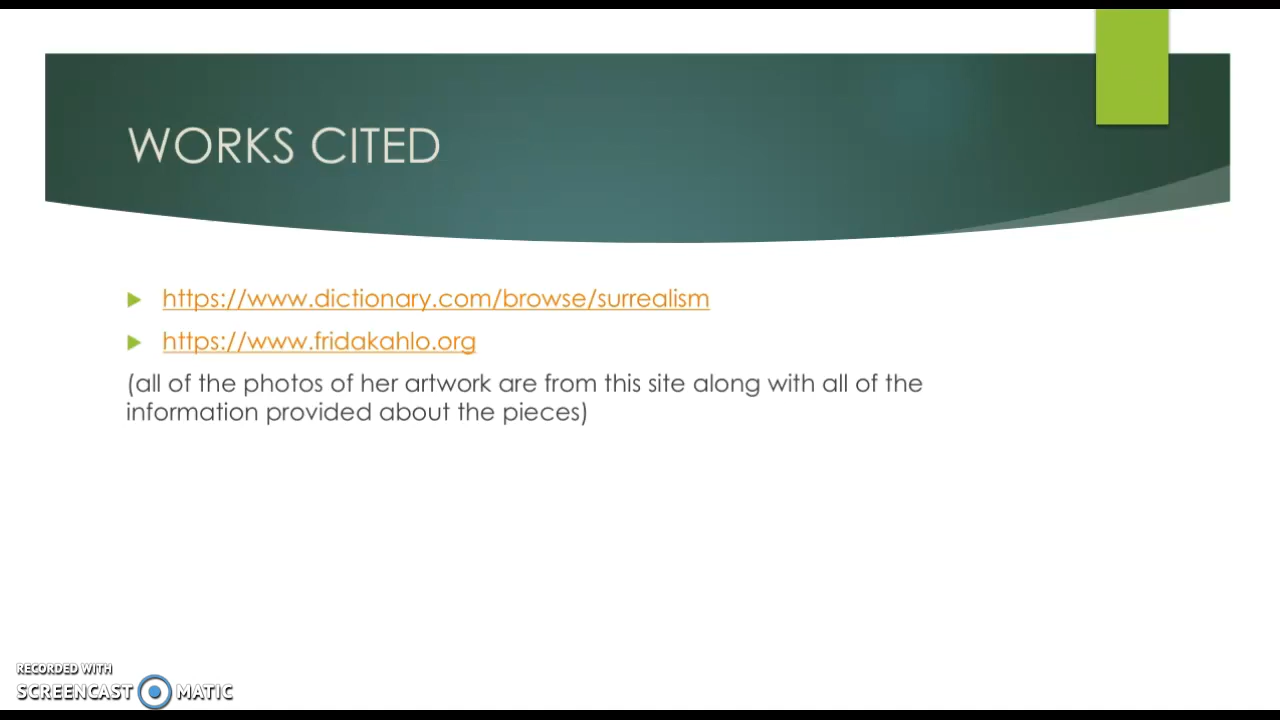 WORKS CITED
https://www.dictionary.com/browse/surrealism
https://www.fridakahlo.org
(all of the photos of her artwork are from this site along with all of the
information provided about the pieces)
RECORDED WITH
SCREENCAST MATIC